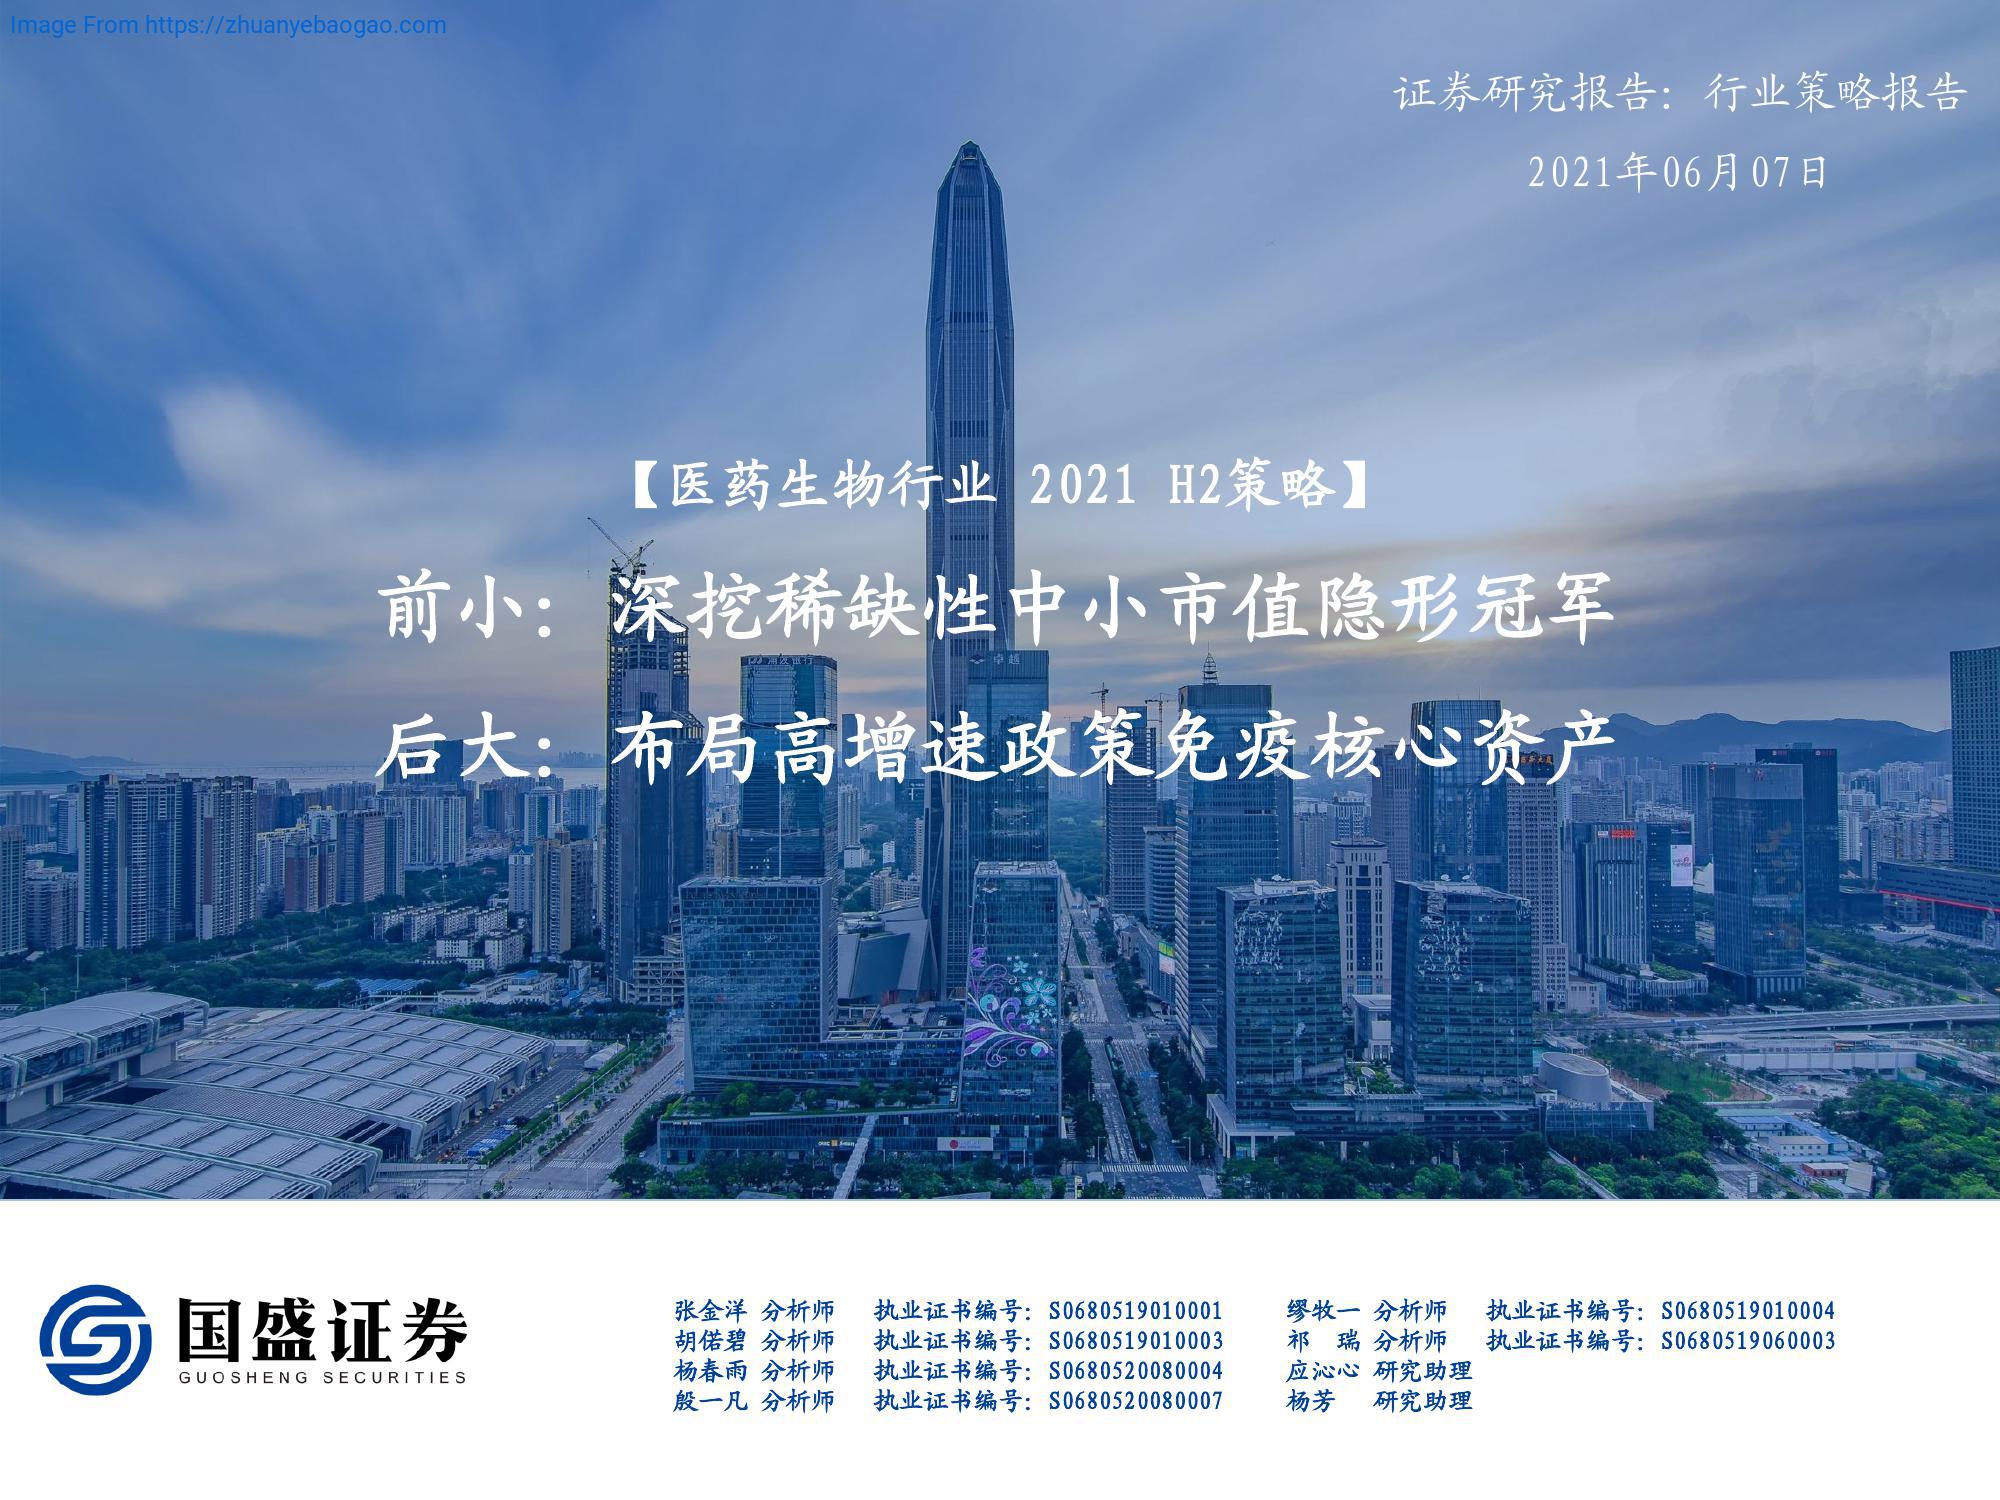 Image From https://zhuanyebaogao.com
证券研究报告：行业策略报告
2021年06月07日
【医药生物行业 2021 H2策略】
前小：深挖稀缺性中小市值隐形冠军
后大：布局高增速政策免疫核心资产
卓越
国盛证券
GUOSHENG SECURITIES
张金洋 分析师 执业证书编号：S0680519010001
胡偌碧 分析师 执业证书编号：S0680519010003
杨春雨 分析师 执业证书编号：S0680520080004
殷一凡 分析师 执业证书编号：S0680520080007
缪牧一 分析师 执业证书编号：S0680519010004
祁 瑞 分析师 执业证书编号：S0680519060003
应沁心 研究助理
杨芳 研究助理